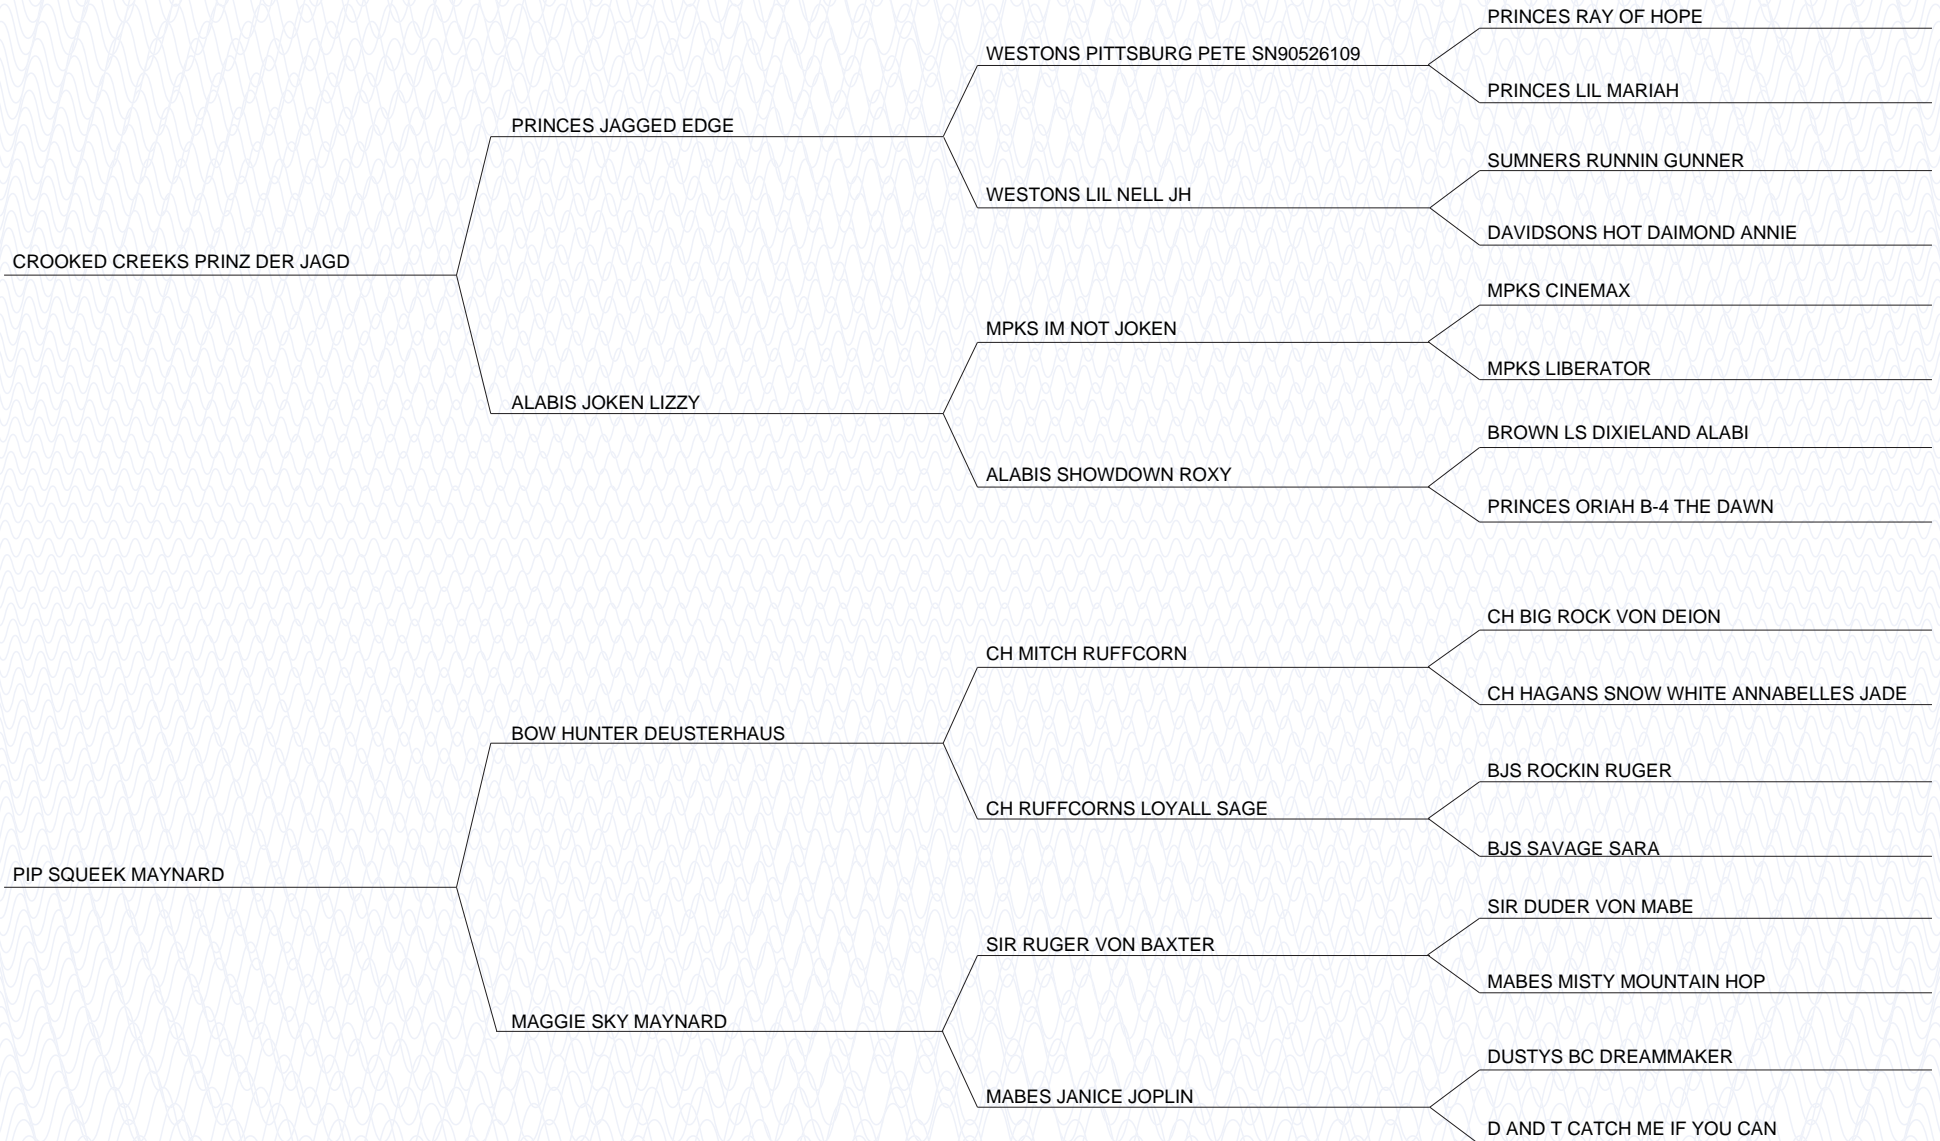 PRINCES RAY OF HOPE
WESTONS PITTSBURG PETE SN90526109
PRINCES LIL MARIAH
PRINCES JAGGED EDGE
SUMNERS RUNNIN GUNNER
WESTONS LIL NELL JH
DAVIDSONS HOT DAIMOND ANNIE
CROOKED CREEKS PRINZ DER JAGD
MPKS CINEMAX
MPKS IM NOT JOKEN
MPKS LIBERATOR
ALABIS JOKEN LIZZY
BROWN LS DIXIELAND ALABI
ALABIS SHOWDOWN ROXY
PRINCES ORIAH B-4 THE DAWN
CH BIG ROCK VON DEION
CH MITCH RUFFCORN
CH HAGANS SNOW WHITE ANNABELLES JADE
BOW HUNTER DEUSTERHAUS
BJS ROCKIN RUGER
CH RUFFCORNS LOYALL SAGE
BJS SAVAGE SARA
PIP SQUEEK MAYNARD
SIR DUDER VON MABE
SIR RUGER VON BAXTER
MABES MISTY MOUNTAIN HOP
MAGGIE SKY MAYNARD
DUSTYS BC DREAMMAKER
MABES JANICE JOPLIN
D AND T CATCH ME IF YOU CAN